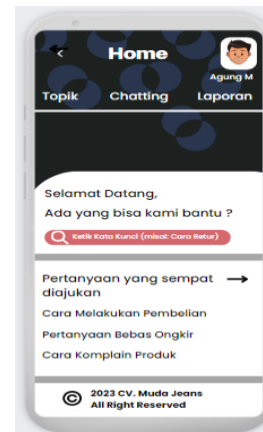 Home
Agung M
Topik Chatting Laporan
Selamat Datang,
Ada yang bisa kami bantu ?
Ketik Kata Kunci (misal: Cara Retur)
Pertanyaan yang sempat
diajukan
Cara Melakukan Pembelian
Pertanyaan Bebas Ongkir
Cara Komplain Produk
© 2023 CV. Muda Jeans
All Right Reserved